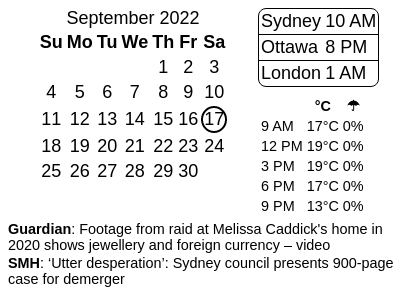 September 2022
Su Mo Tu We Th Fr Sa
1 2 3
4 5 6 7 8 9 10
11 12 13 14 15 16 17
18 19 20 21 22 23 24
25 26 27 28 29 30
Sydney 10 AM
Ottawa 8 PM
London 1 AM
°C ☂
9 AM 17°C 0%
12 PM 19°C 0%
3 PM 19°C 0%
6 PM 17°C 0%
9 PM 13°C 0%
Guardian: Footage from raid at Melissa Caddick's home in
2020 shows jewellery and foreign currency – video
SMH: ‘Utter desperation’: Sydney council presents 900-page
case for demerger